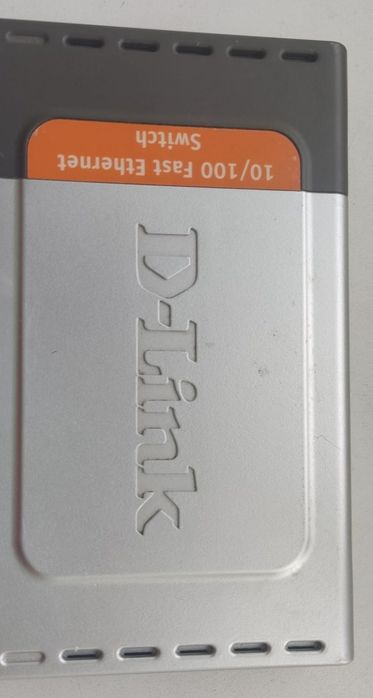 10/100 Fast Ethernet
Switch
D-Link